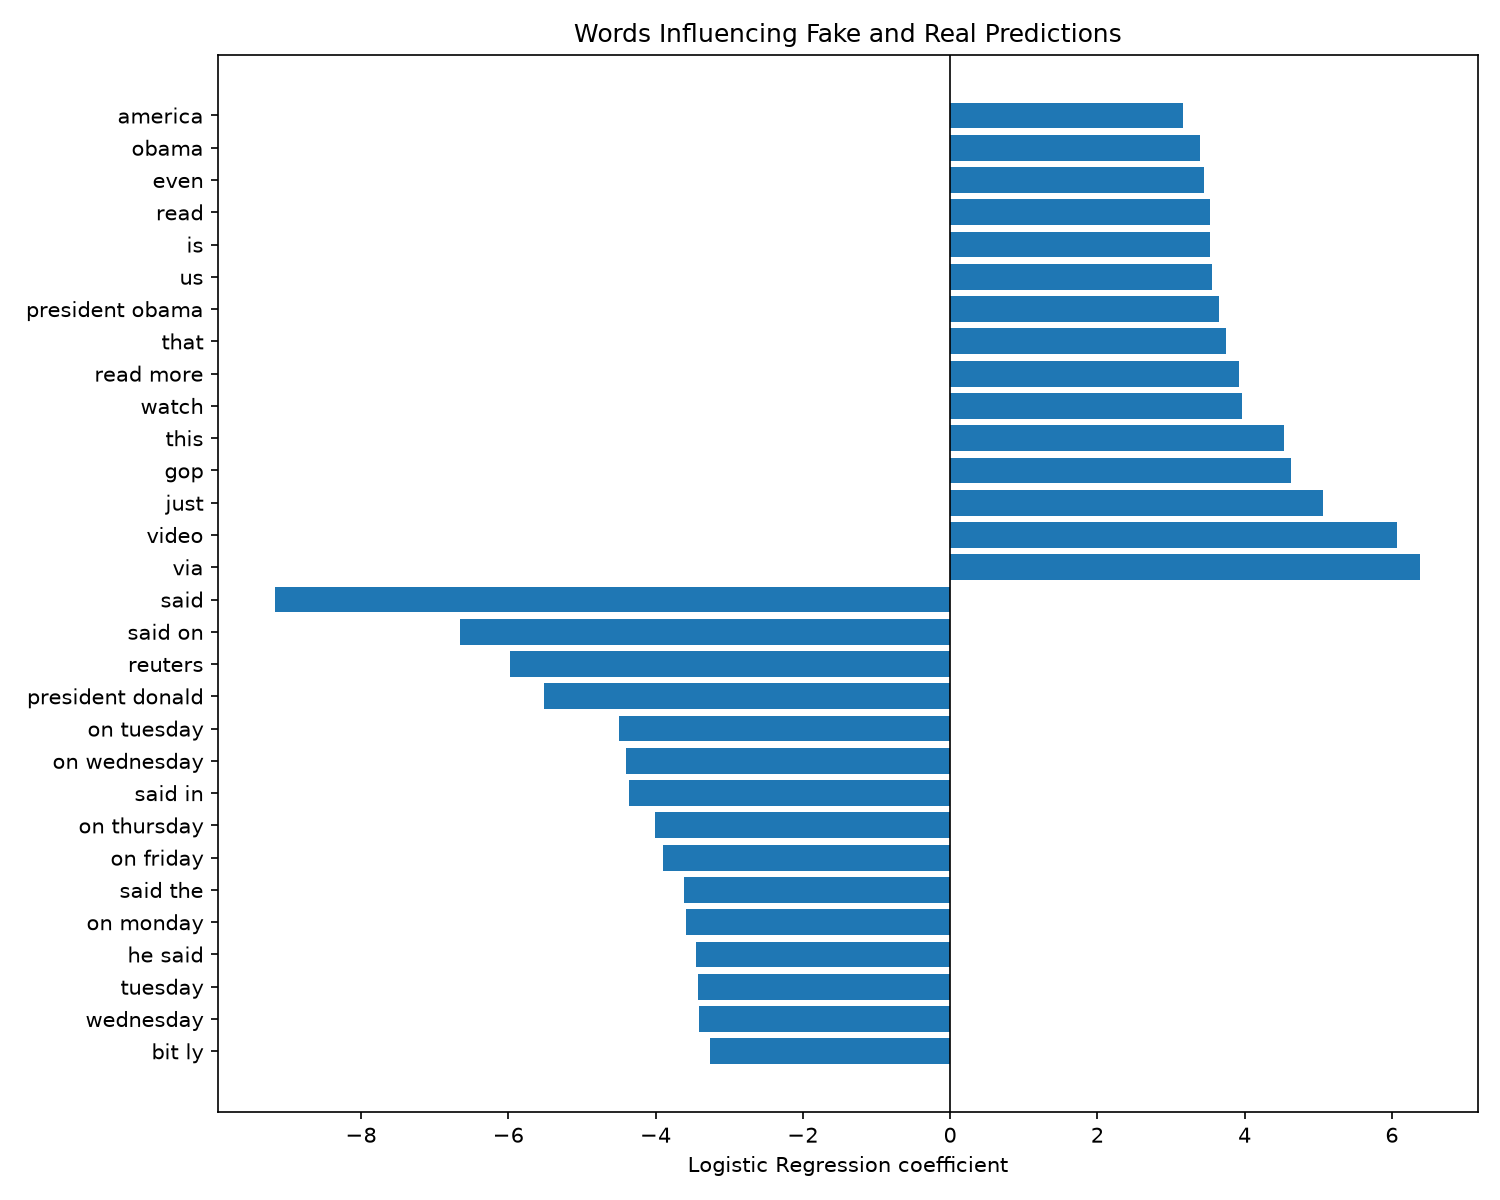 Words Influencing Fake and Real Predictions
america
obama
even
read
is
us
president obama
that
read more
watch
this
gop
just
video
via
said
said on
reuters
president donald
on tuesday
on wednesday
said in
on thursday
on friday
said the
on monday
he said
tuesday
wednesday
bit ly
−8 −6 −4 −2 0 2 4 6
Logistic Regression coefficient